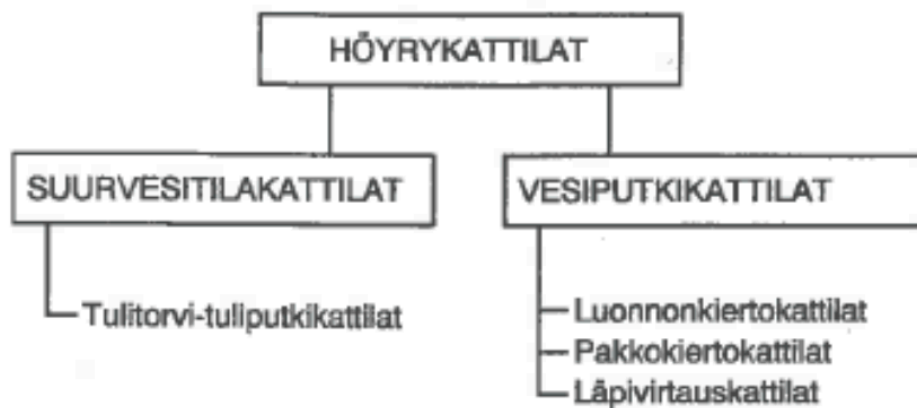 HÖYRYKATTILAT
SUURVESITILAKATTILAT
VESIPUTKIKATTILAT
Tulitorvi-tuliputkikattilat
Luonnonkiertokattilat
Pakkokiertokattilat
Läpivirtauskattilat